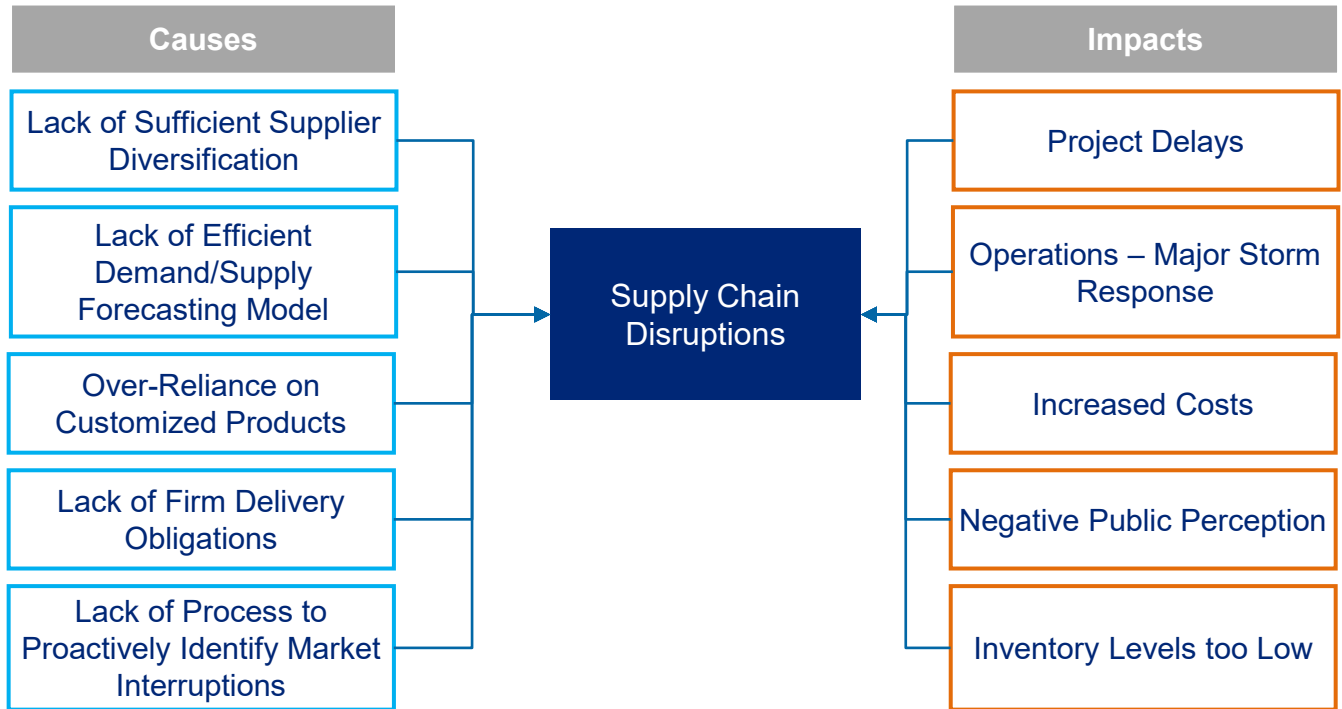 Causes
Lack of Sufficient Supplier
Diversification
Lack of Efficient
Demand/Supply
Forecasting Model
Over-Reliance on
Customized Products
Lack of Firm Delivery
Obligations
Lack of Process to
Proactively Identify Market
Interruptions
Supply Chain
Disruptions
Impacts
Project Delays
Operations – Major Storm
Response
Increased Costs
Negative Public Perception
Inventory Levels too Low